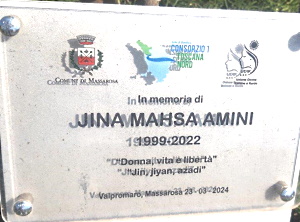 COMUNE DI MASSAROSA
CONSORZIO 1
TOSCANA
NORD
In memoria di
JINA MAHSA AMINI
1999-2022
"Donna, vita e libertà"
"Jin, jiyan, azadi"
Valpromaro, Massarosa 23-03-2024